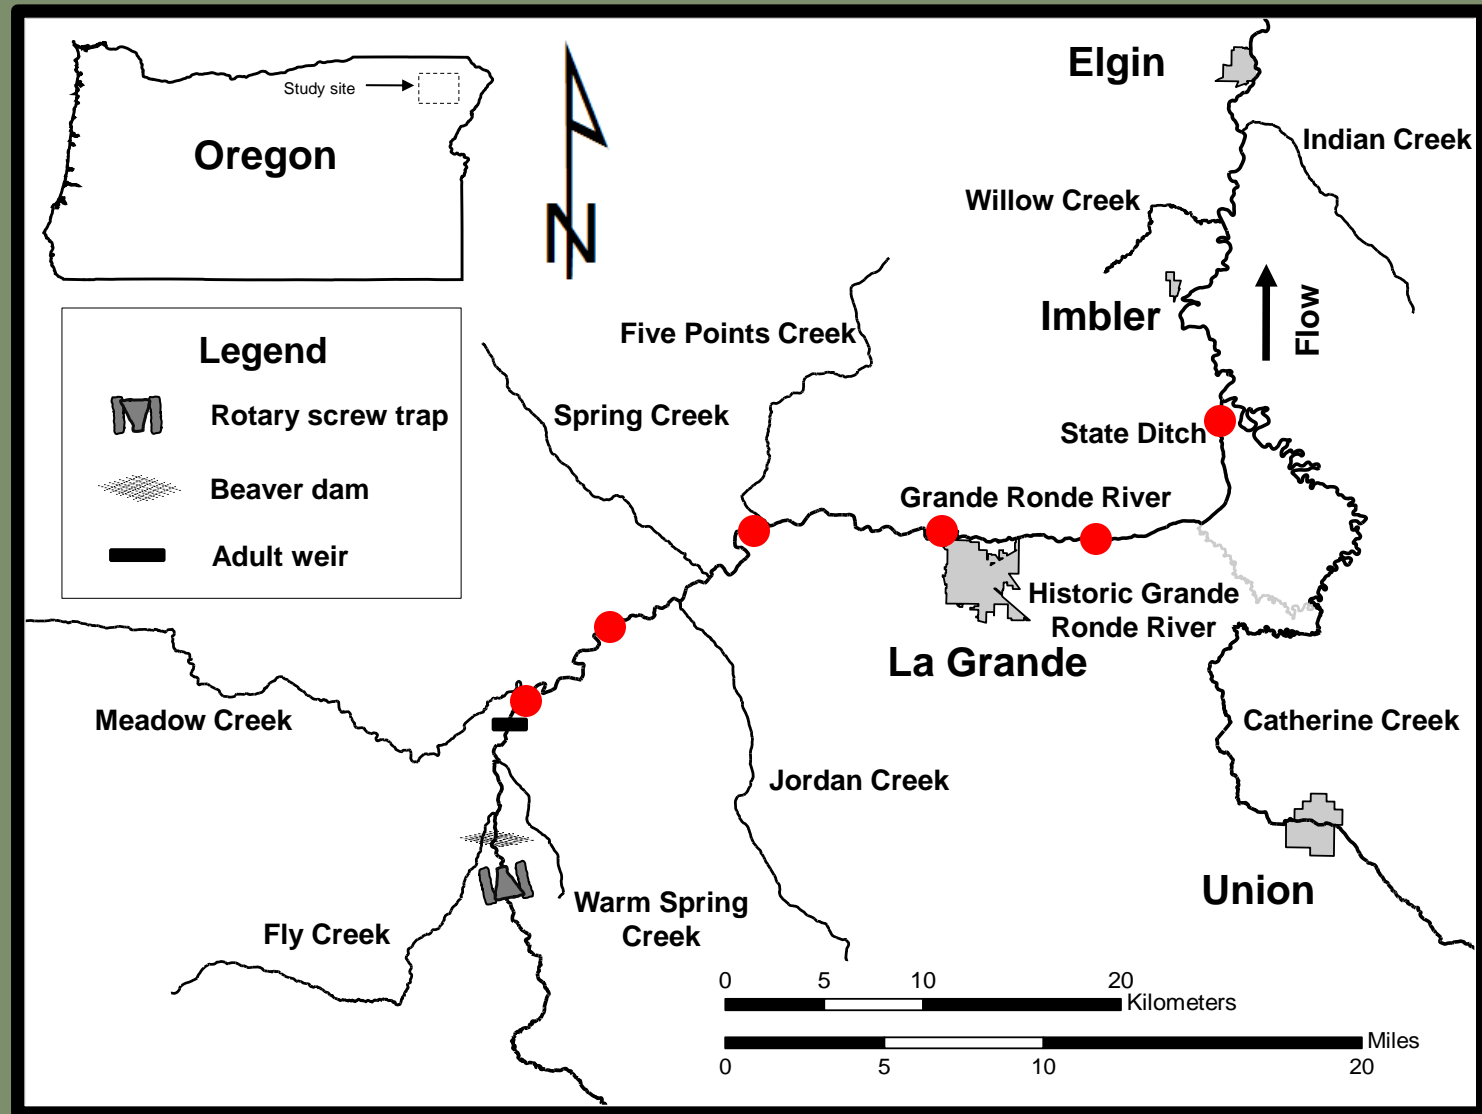 Study site
Oregon
N
Elgin
Indian Creek
Willow Creek
Imbler
Flow
Legend
Rotary screw trap
Beaver dam
Adult weir
Five Points Creek
Spring Creek
State Ditch
Grande Ronde River
Historic Grande
Ronde River
La Grande
Meadow Creek
Catherine Creek
Jordan Creek
Union
Warm Spring
Creek
Fly Creek
0 5 10 20
Kilometers
Miles
0 5 10 20